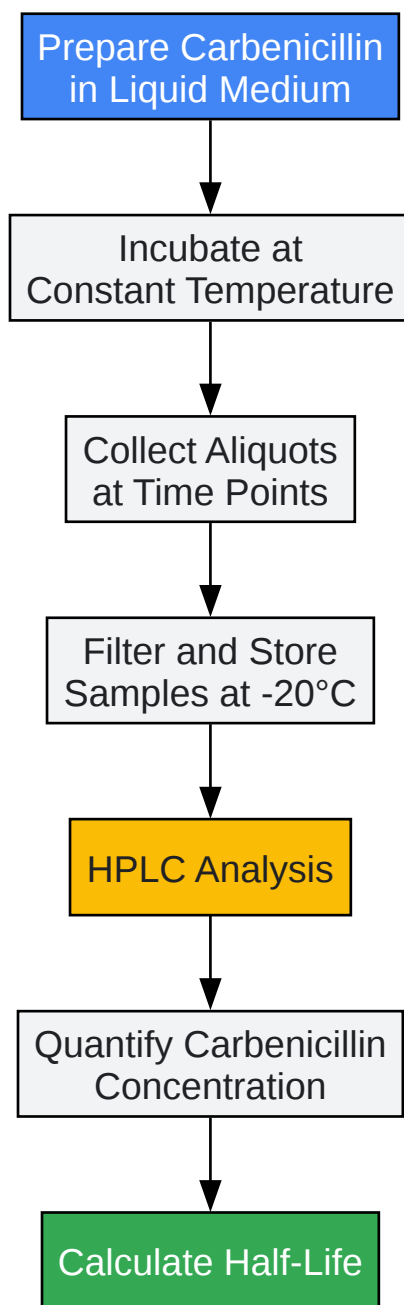 Prepare Carbenicillin
in Liquid Medium
Incubate at
Constant Temperature
Collect Aliquots
at Time Points
Filter and Store
Samples at -20°C
HPLC Analysis
Quantify Carbenicillin
Concentration
Calculate Half-Life